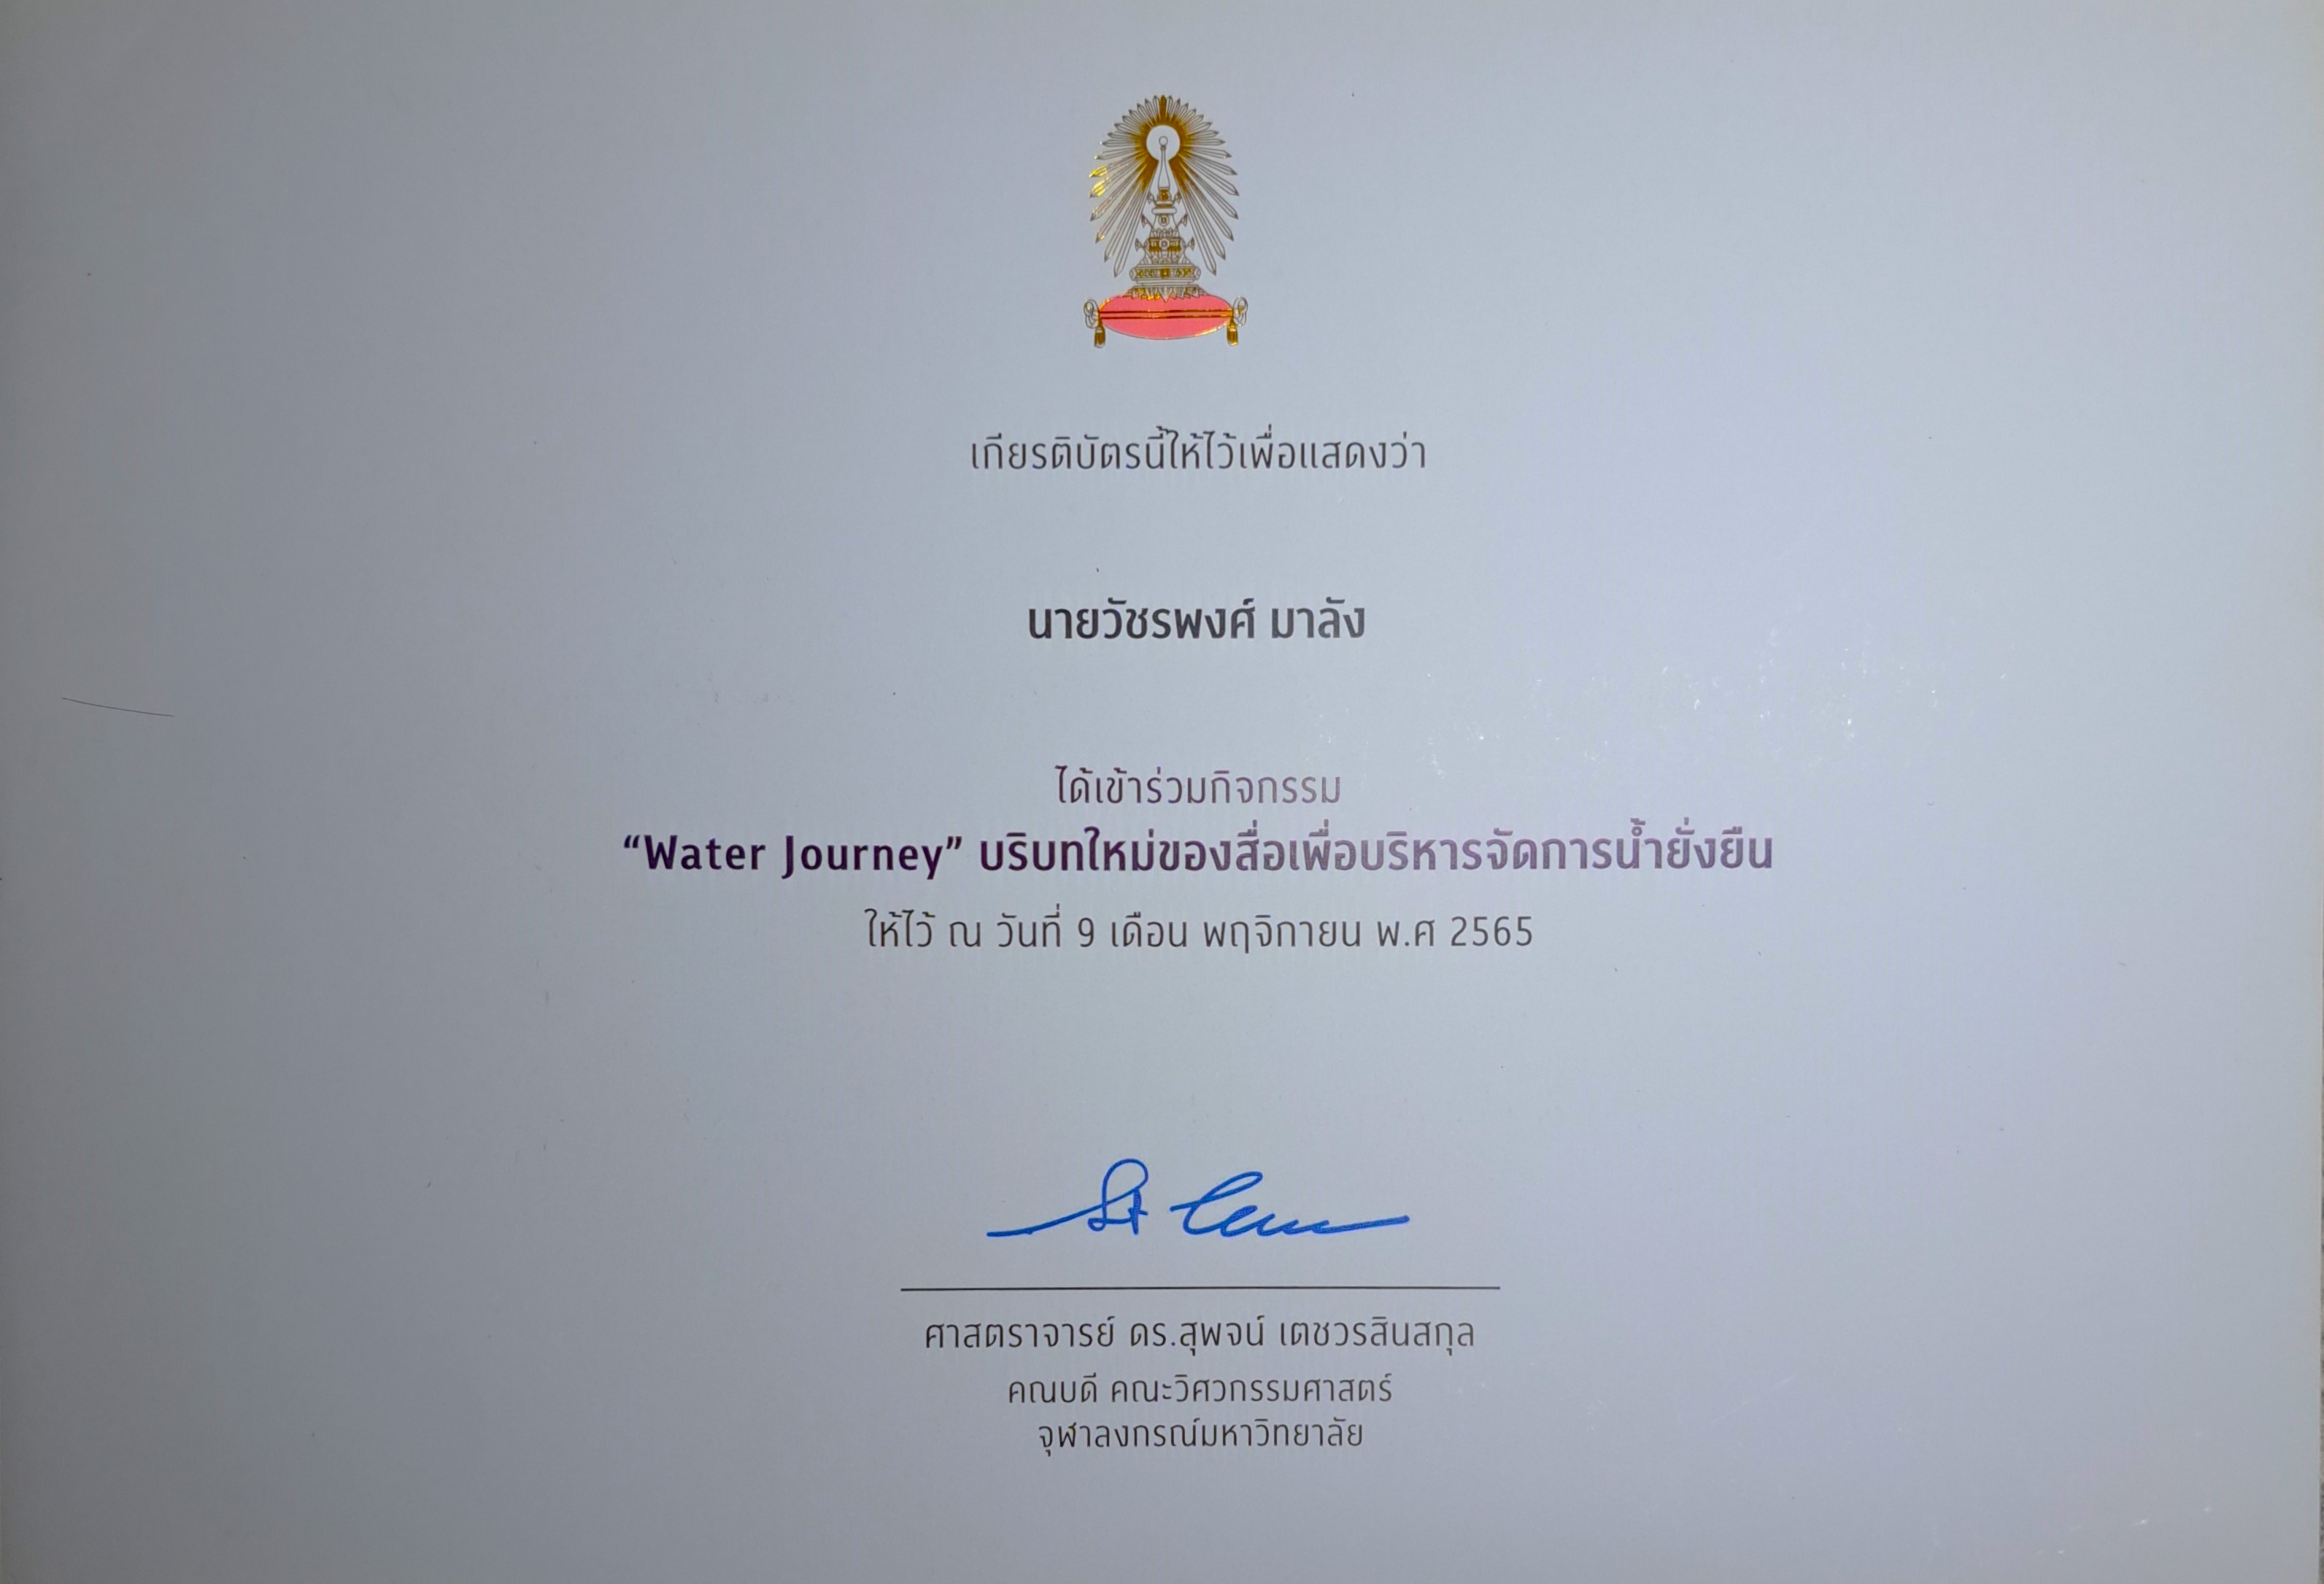 เกียรติบัตรนี้ให้ไว้เพื่อแสดงว่า
นายวัชรพงศ์ มาลัง
ได้เข้าร่วมกิจกรรม
“Water Journey” บริบทใหม่ของสื่อเพื่อบริหารจัดการน้ำยั่งยืน
ให้ไว้ ณ วันที่ 9 เดือน พฤจิกายน พ.ศ 2565
ศาสตราจารย์ ดร.สุพจน์ เตชวรสินสกุล
คณบดี คณะวิศวกรรมศาสตร์
จุฬาลงกรณ์มหาวิทยาลัย